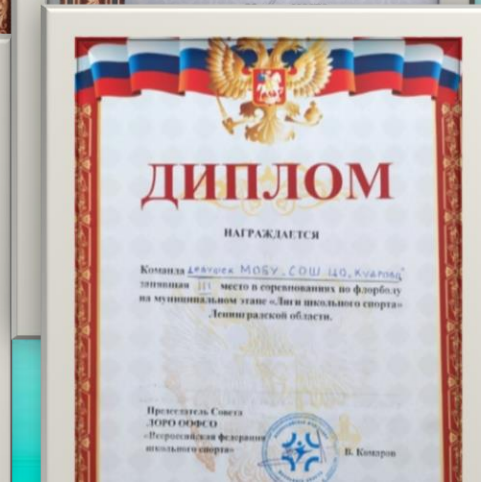 ДИПЛОМ
НАГРАЖДАЕТСЯ
Команда девушек МОБУ „СОШ ЦО„ Кудрово"
занявшая III место в соревнованиях по флорболу
на муниципальном этапе «Лиги школьного спорта»
Ленинградской области.
Председатель Совета
ЛОРО ООФСО
«Всероссийская федерация
школьного спорта»
В. Комаров